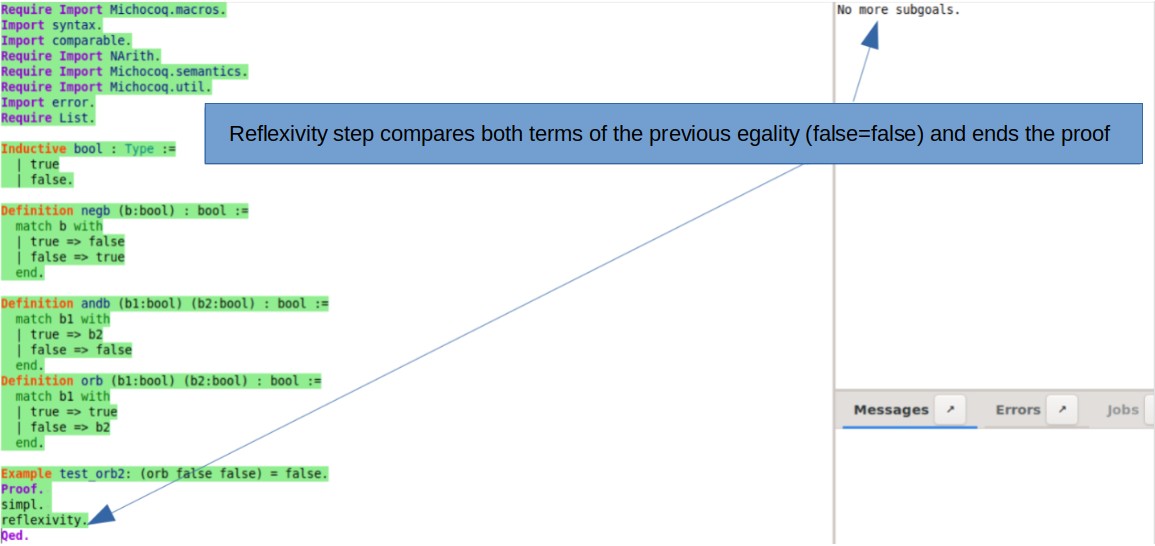 Require Import Michocoq.macros.
Import syntax.
Import comparable.
Require Import NArith.
Require Import Michocoq.semantics.
Require Import Michocoq.util.
Import error.
Require List.
Inductive bool : Type :=
  | true
  | false.
Definition negb (b:bool) : bool :=
  match b with
  | true => false
  | false => true
  end.
Definition andb (b1:bool) (b2:bool) : bool :=
  match b1 with
  | true => b2
  | false => false
  end.
Definition orb (b1:bool) (b2:bool) : bool :=
  match b1 with
  | true => true
  | false => b2
  end.
Example test_orb2: (orb false false) = false.
Proof.
simpl.
reflexivity.
Qed.
Reflexivity step compares both terms of the previous egality (false=false) and ends the proof
No more subgoals.
Messages ↗ Errors ↗ Jobs